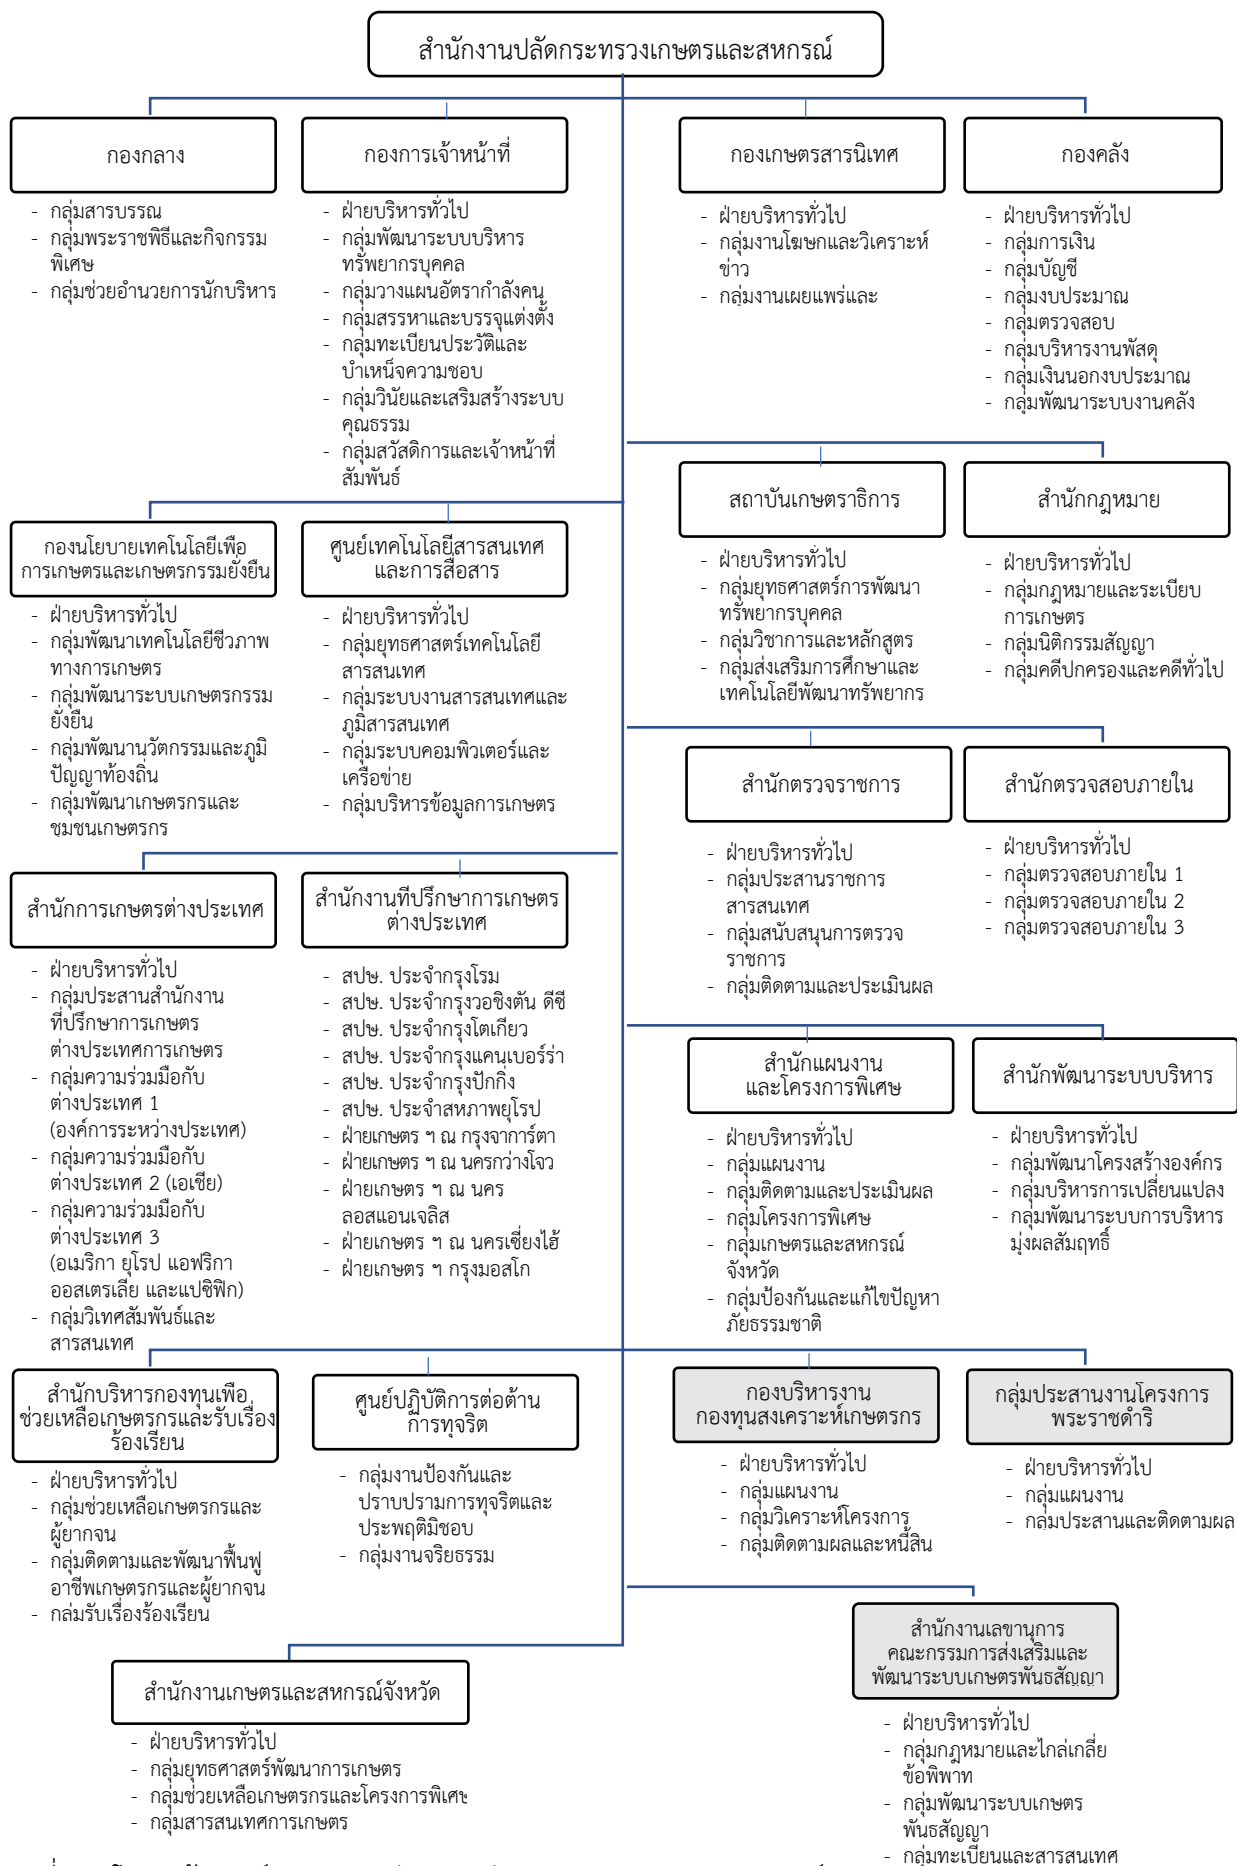 สำนักงานปลัดกระทรวงเกษตรและสหกรณ์
กองกลาง
- กลุ่มสารบรรณ
- กลุ่มพระราชพิธีและกิจกรรม
พิเศษ
- กลุ่มช่วยอำนวยการนักบริหาร
กองการเจ้าหน้าที่
- ฝ่ายบริหารทั่วไป
- กลุ่มพัฒนาระบบบริหาร
ทรัพยากรบุคคล
- กลุ่มวางแผนอัตรากำลังคน
- กลุ่มสรรหาและบรรจุแต่งตั้ง
- กลุ่มทะเบียนประวัติและ
บำเหน็จความชอบ
- กลุ่มวินัยและเสริมสร้างระบบ
คุณธรรม
- กลุ่มสวัสดิการและเจ้าหน้าที่
สัมพันธ์
กองเกษตรสารนิเทศ
- ฝ่ายบริหารทั่วไป
- กลุ่มงานโฆษกและวิเคราะห์
ข่าว
- กลุ่มงานเผยแพร่และ
กองคลัง
- ฝ่ายบริหารทั่วไป
- กลุ่มการเงิน
- กลุ่มบัญชี
- กลุ่มงบประมาณ
- กลุ่มตรวจสอบ
- กลุ่มบริหารงานพัสดุ
- กลุ่มเงินนอกงบประมาณ
- กลุ่มพัฒนาระบบงานคลัง
สถาบันเกษตราธิการ
- ฝ่ายบริหารทั่วไป
- กลุ่มยุทธศาสตร์การพัฒนา
ทรัพยากรบุคคล
- กลุ่มวิชาการและหลักสูตร
- กลุ่มส่งเสริมการศึกษาและ
เทคโนโลยีพัฒนาทรัพยากร
สำนักกฎหมาย
- ฝ่ายบริหารทั่วไป
- กลุ่มกฎหมายและระเบียบ
การเกษตร
- กลุ่มนิติกรรมสัญญา
- กลุ่มคดีปกครองและคดีทั่วไป
กองนโยบายเทคโนโลยีเพื่อ
การเกษตรและเกษตรกรรมยั่งยืน
- ฝ่ายบริหารทั่วไป
- กลุ่มพัฒนาเทคโนโลยีชีวภาพ
ทางการเกษตร
- กลุ่มพัฒนาระบบเกษตรกรรม
ยั่งยืน
- กลุ่มพัฒนานวัตกรรมและภูมิ
ปัญญาท้องถิ่น
- กลุ่มพัฒนาเกษตรกรและ
ชุมชนเกษตรกร
ศูนย์เทคโนโลยีสารสนเทศ
และการสื่อสาร
- ฝ่ายบริหารทั่วไป
- กลุ่มยุทธศาสตร์เทคโนโลยี
สารสนเทศ
- กลุ่มระบบงานสารสนเทศและ
ภูมิสารสนเทศ
- กลุ่มระบบคอมพิวเตอร์และ
เครือข่าย
- กลุ่มบริหารข้อมูลการเกษตร
สำนักตรวจราชการ
- ฝ่ายบริหารทั่วไป
- กลุ่มประสานราชการ
สารสนเทศ
- กลุ่มสนับสนุนการตรวจ
ราชการ
- กลุ่มติดตามและประเมินผล
สำนักตรวจสอบภายใน
- ฝ่ายบริหารทั่วไป
- กลุ่มตรวจสอบภายใน 1
- กลุ่มตรวจสอบภายใน 2
- กลุ่มตรวจสอบภายใน 3
สำนักการเกษตรต่างประเทศ
- ฝ่ายบริหารทั่วไป
- กลุ่มประสานสำนักงาน
ที่ปรึกษาการเกษตร
ต่างประเทศการเกษตร
- กลุ่มความร่วมมือกับ
ต่างประเทศ 1
(องค์การระหว่างประเทศ)
- กลุ่มความร่วมมือกับ
ต่างประเทศ 2 (เอเชีย)
- กลุ่มความร่วมมือกับ
ต่างประเทศ 3
(อเมริกา ยุโรป แอฟริกา
ออสเตรเลีย และแปซิฟิก)
- กลุ่มวิเทศสัมพันธ์และ
สารสนเทศ
สำนักงานที่ปรึกษาการเกษตร
ต่างประเทศ
- สปษ. ประจำกรุงโรม
- สปษ. ประจำกรุงวอชิงตัน ดีซี
- สปษ. ประจำกรุงโตเกียว
- สปษ. ประจำกรุงแคนเบอร์ร่า
- สปษ. ประจำกรุงปักกิ่ง
- สปษ. ประจำสหภาพยุโรป
- ฝ่ายเกษตร ฯ ณ กรุงจาการ์ตา
- ฝ่ายเกษตร ฯ ณ นครกว่างโจว
- ฝ่ายเกษตร ฯ ณ นคร
ลอสแอนเจลิส
- ฝ่ายเกษตร ฯ ณ นครเซี่ยงไฮ้
- ฝ่ายเกษตร ฯ กรุงมอสโก
สำนักแผนงาน
และโครงการพิเศษ
- ฝ่ายบริหารทั่วไป
- กลุ่มแผนงาน
- กลุ่มติดตามและประเมินผล
- กลุ่มโครงการพิเศษ
- กลุ่มเกษตรและสหกรณ์
จังหวัด
- กลุ่มป้องกันและแก้ไขปัญหา
ภัยธรรมชาติ
สำนักพัฒนาระบบบริหาร
- ฝ่ายบริหารทั่วไป
- กลุ่มพัฒนาโครงสร้างองค์กร
- กลุ่มบริหารการเปลี่ยนแปลง
- กลุ่มพัฒนาระบบการบริหาร
มุ่งผลสัมฤทธิ์
สำนักบริหารกองทุนเพื่อ
ช่วยเหลือเกษตรกรและรับเรื่อง
ร้องเรียน
- ฝ่ายบริหารทั่วไป
- กลุ่มช่วยเหลือเกษตรกรและ
ผู้ยากจน
- กลุ่มติดตามและพัฒนาฟื้นฟู
อาชีพเกษตรกรและผู้ยากจน
- กลุ่มรับเรื่องร้องเรียน
ศูนย์ปฏิบัติการต่อต้าน
การทุจริต
- กลุ่มงานป้องกันและ
ปราบปรามการทุจริตและ
ประพฤติมิชอบ
- กลุ่มงานจริยธรรม
กองบริหารงาน
กองทุนสงเคราะห์เกษตรกร
- ฝ่ายบริหารทั่วไป
- กลุ่มแผนงาน
- กลุ่มวิเคราะห์โครงการ
- กลุ่มติดตามผลและหนี้สิน
กลุ่มประสานงานโครงการ
พระราชดำริ
- ฝ่ายบริหารทั่วไป
- กลุ่มแผนงาน
- กลุ่มประสานและติดตามผล
สำนักงานเกษตรและสหกรณ์จังหวัด
- ฝ่ายบริหารทั่วไป
- กลุ่มยุทธศาสตร์พัฒนาการเกษตร
- กลุ่มช่วยเหลือเกษตรกรและโครงการพิเศษ
- กลุ่มสารสนเทศการเกษตร
สำนักงานเลขานุการ
คณะกรรมการส่งเสริมและ
พัฒนาระบบเกษตรพันธสัญญา
- ฝ่ายบริหารทั่วไป
- กลุ่มกฎหมายและไกล่เกลี่ย
ข้อพิพาท
- กลุ่มพัฒนาระบบเกษตร
พันธสัญญา
- กลุ่มทะเบียนและสารสนเทศ